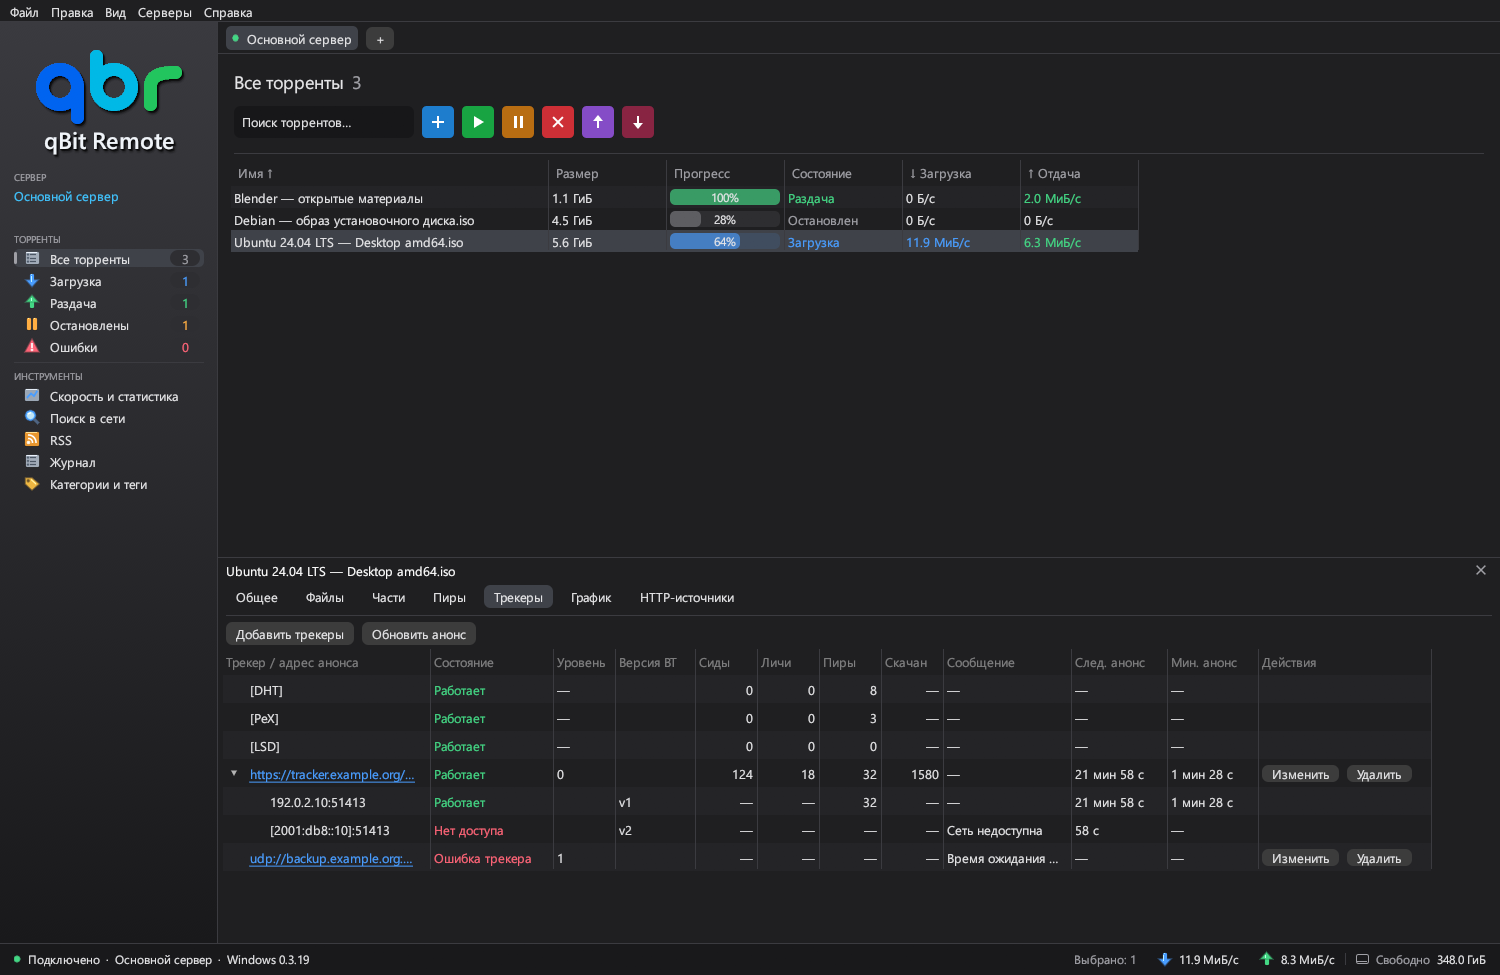 Файл Правка Вид Серверы Справка
qbr
qBit Remote
СЕРВЕР
Основной сервер
ТОРРЕНТЫ
Все торренты 3
Загрузка 1
Раздача 1
Остановлены 1
Ошибки 0
ИНСТРУМЕНТЫ
Скорость и статистика
Поиск в сети
RSS
Журнал
Категории и теги
Основной сервер +
Все торренты 3
Поиск торрентов...
Имя ↑ Размер Прогресс Состояние ↓ Загрузка ↑ Отдача
Blender — открытые материалы 1.1 ГиБ 100% Раздача 0 Б/с 2.0 МиБ/с
Debian — образ установочного диска.iso 4.5 ГиБ 28% Остановлен 0 Б/с 0 Б/с
Ubuntu 24.04 LTS — Desktop amd64.iso 5.6 ГиБ 64% Загрузка 11.9 МиБ/с 6.3 МиБ/с
Ubuntu 24.04 LTS — Desktop amd64.iso
Общее Файлы Части Пиры Трекеры График HTTP-источники
Добавить трекеры Обновить анонс
Трекер / адрес анонса Состояние Уровень Версия BT Сиды Личи Пиры Скачан Сообщение След. анонс Мин. анонс Действия
[DHT] Работает — 0 0 8 — — — —
[PeX] Работает — 0 0 3 — — — —
[LSD] Работает — 0 0 0 — — — —
https://tracker.example.org/... Работает 0 124 18 32 1580 — 21 мин 58 с 1 мин 28 с Изменить Удалить
192.0.2.10:51413 Работает v1 — — 32 — 21 мин 58 с 1 мин 28 с
[2001:db8::10]:51413 Нет доступа v2 — — — — Сеть недоступна 58 с —
udp://backup.example.org:... Ошибка трекера 1 — — — — Время ожидания ... — — Изменить Удалить
Подключено · Основной сервер · Windows 0.3.19
Выбрано: 1 11.9 МиБ/с 8.3 МиБ/с Свободно 348.0 ГиБ